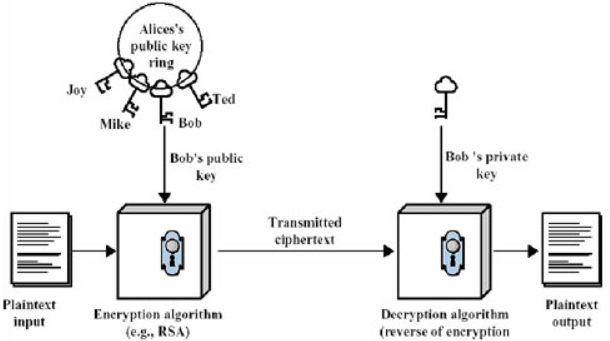 Alices's
public key
ring
Joy
Mike
Bob
Ted
Bob's public
key
Bob 's private
key
Transmitted
ciphertext
Plaintext
input
Encryption algorithm
(e.g., RSA)
Decryption algorithm
(reverse of encryption
Plaintext
output